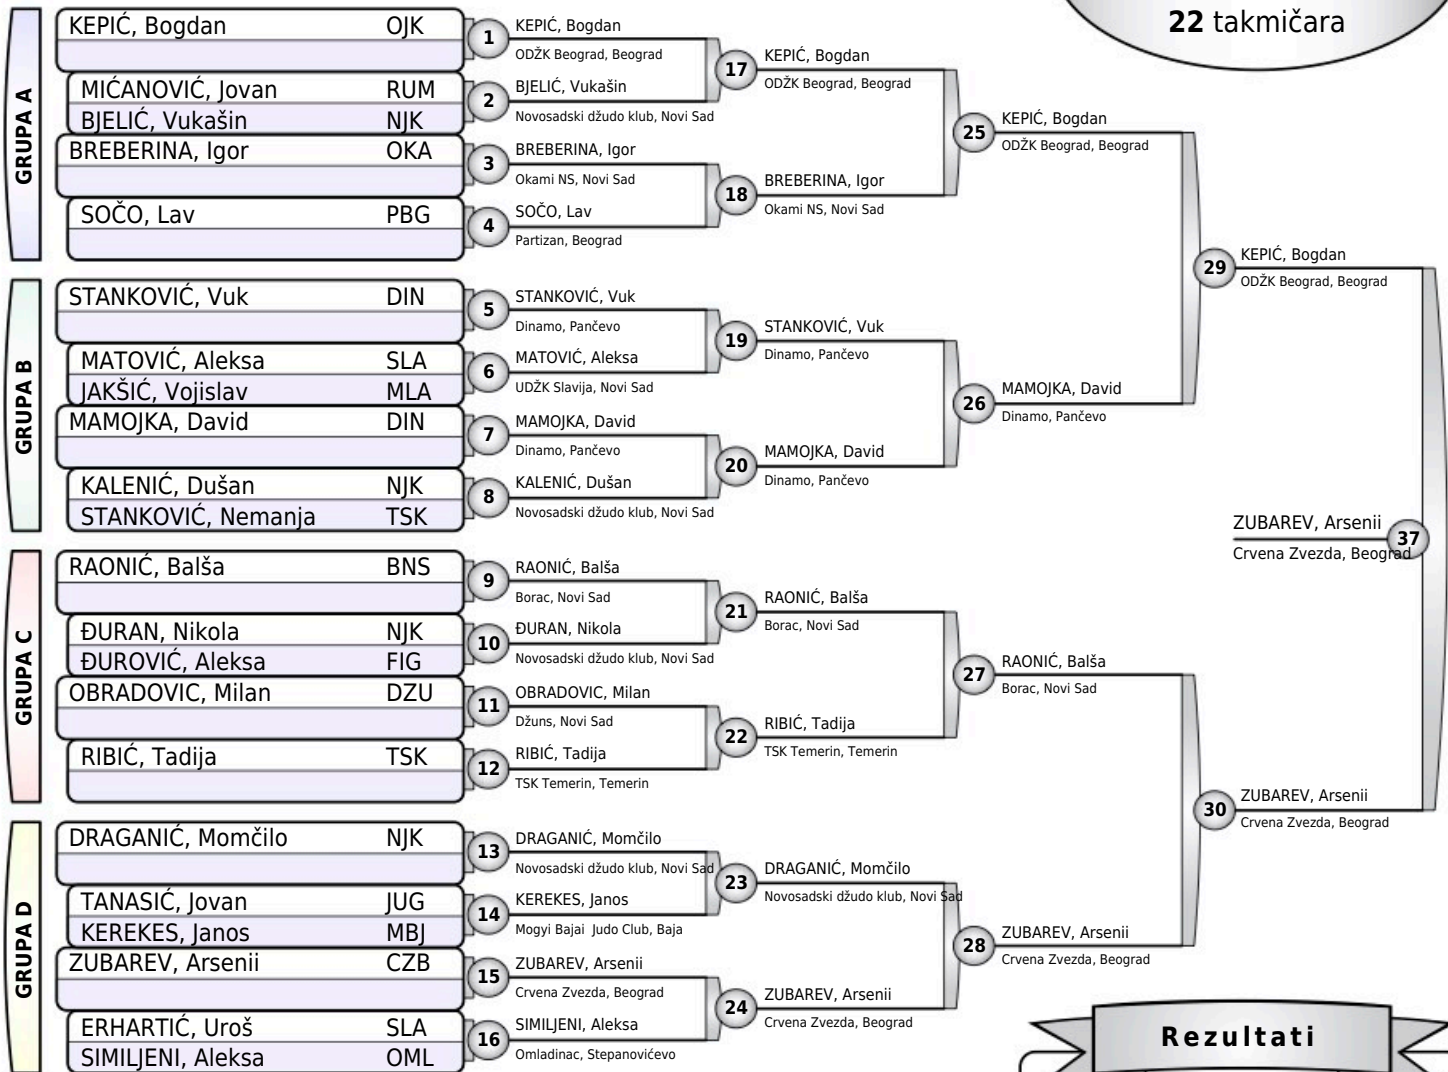 22 takmičara
GRUPA A
KEPIĆ, Bogdan OJK
MIĆANOVIĆ, Jovan RUM
BJELIĆ, Vukašin NJK
BREBERINA, Igor OKA
SOČO, Lav PBG
GRUPA B
STANKOVIĆ, Vuk DIN
MATOVIĆ, Aleksa SLA
JAKŠIĆ, Vojislav MLA
MAMOJKA, David DIN
KALENIĆ, Dušan NJK
STANKOVIĆ, Nemanja TSK
GRUPA C
RAONIĆ, Balša BNS
ĐURAN, Nikola NJK
ĐUROVIĆ, Aleksa FIG
OBRADOVIC, Milan DZU
RIBIĆ, Tadija TSK
GRUPA D
DRAGANIĆ, Momčilo NJK
TANASIĆ, Jovan JUG
KEREKES, Janos MBJ
ZUBAREV, Arsenii CZB
ERHARTIĆ, Uroš SLA
SIMILJENI, Aleksa OML
1 KEPIĆ, Bogdan
ODŽK Beograd, Beograd
2 BJELIĆ, Vukašin
Novosadski džudo klub, Novi Sad
3 BREBERINA, Igor
Okami NS, Novi Sad
4 SOČO, Lav
Partizan, Beograd
5 STANKOVIĆ, Vuk
Dinamo, Pančevo
6 MATOVIĆ, Aleksa
UDŽK Slavija, Novi Sad
7 MAMOJKA, David
Dinamo, Pančevo
8 KALENIĆ, Dušan
Novosadski džudo klub, Novi Sad
9 RAONIĆ, Balša
Borac, Novi Sad
10 ĐURAN, Nikola
Novosadski džudo klub, Novi Sad
11 OBRADOVIC, Milan
Džuns, Novi Sad
12 RIBIĆ, Tadija
TSK Temerin, Temerin
13 DRAGANIĆ, Momčilo
Novosadski džudo klub, Novi Sad
14 KEREKES, Janos
Mogyi Bajai Judo Club, Baja
15 ZUBAREV, Arsenii
Crvena Zvezda, Beograd
16 SIMILJENI, Aleksa
Omladinac, Stepanovićevo
17 KEPIĆ, Bogdan
ODŽK Beograd, Beograd
18 BREBERINA, Igor
Okami NS, Novi Sad
19 STANKOVIĆ, Vuk
Dinamo, Pančevo
20 MAMOJKA, David
Dinamo, Pančevo
21 RAONIĆ, Balša
Borac, Novi Sad
22 RIBIĆ, Tadija
TSK Temerin, Temerin
23 DRAGANIĆ, Momčilo
Novosadski džudo klub, Novi Sad
24 ZUBAREV, Arsenii
Crvena Zvezda, Beograd
25 KEPIĆ, Bogdan
ODŽK Beograd, Beograd
26 MAMOJKA, David
Dinamo, Pančevo
27 RAONIĆ, Balša
Borac, Novi Sad
28 ZUBAREV, Arsenii
Crvena Zvezda, Beograd
29 KEPIĆ, Bogdan
ODŽK Beograd, Beograd
30 ZUBAREV, Arsenii
Crvena Zvezda, Beograd
ZUBAREV, Arsenii 37
Crvena Zvezda, Beograd
Rezultati